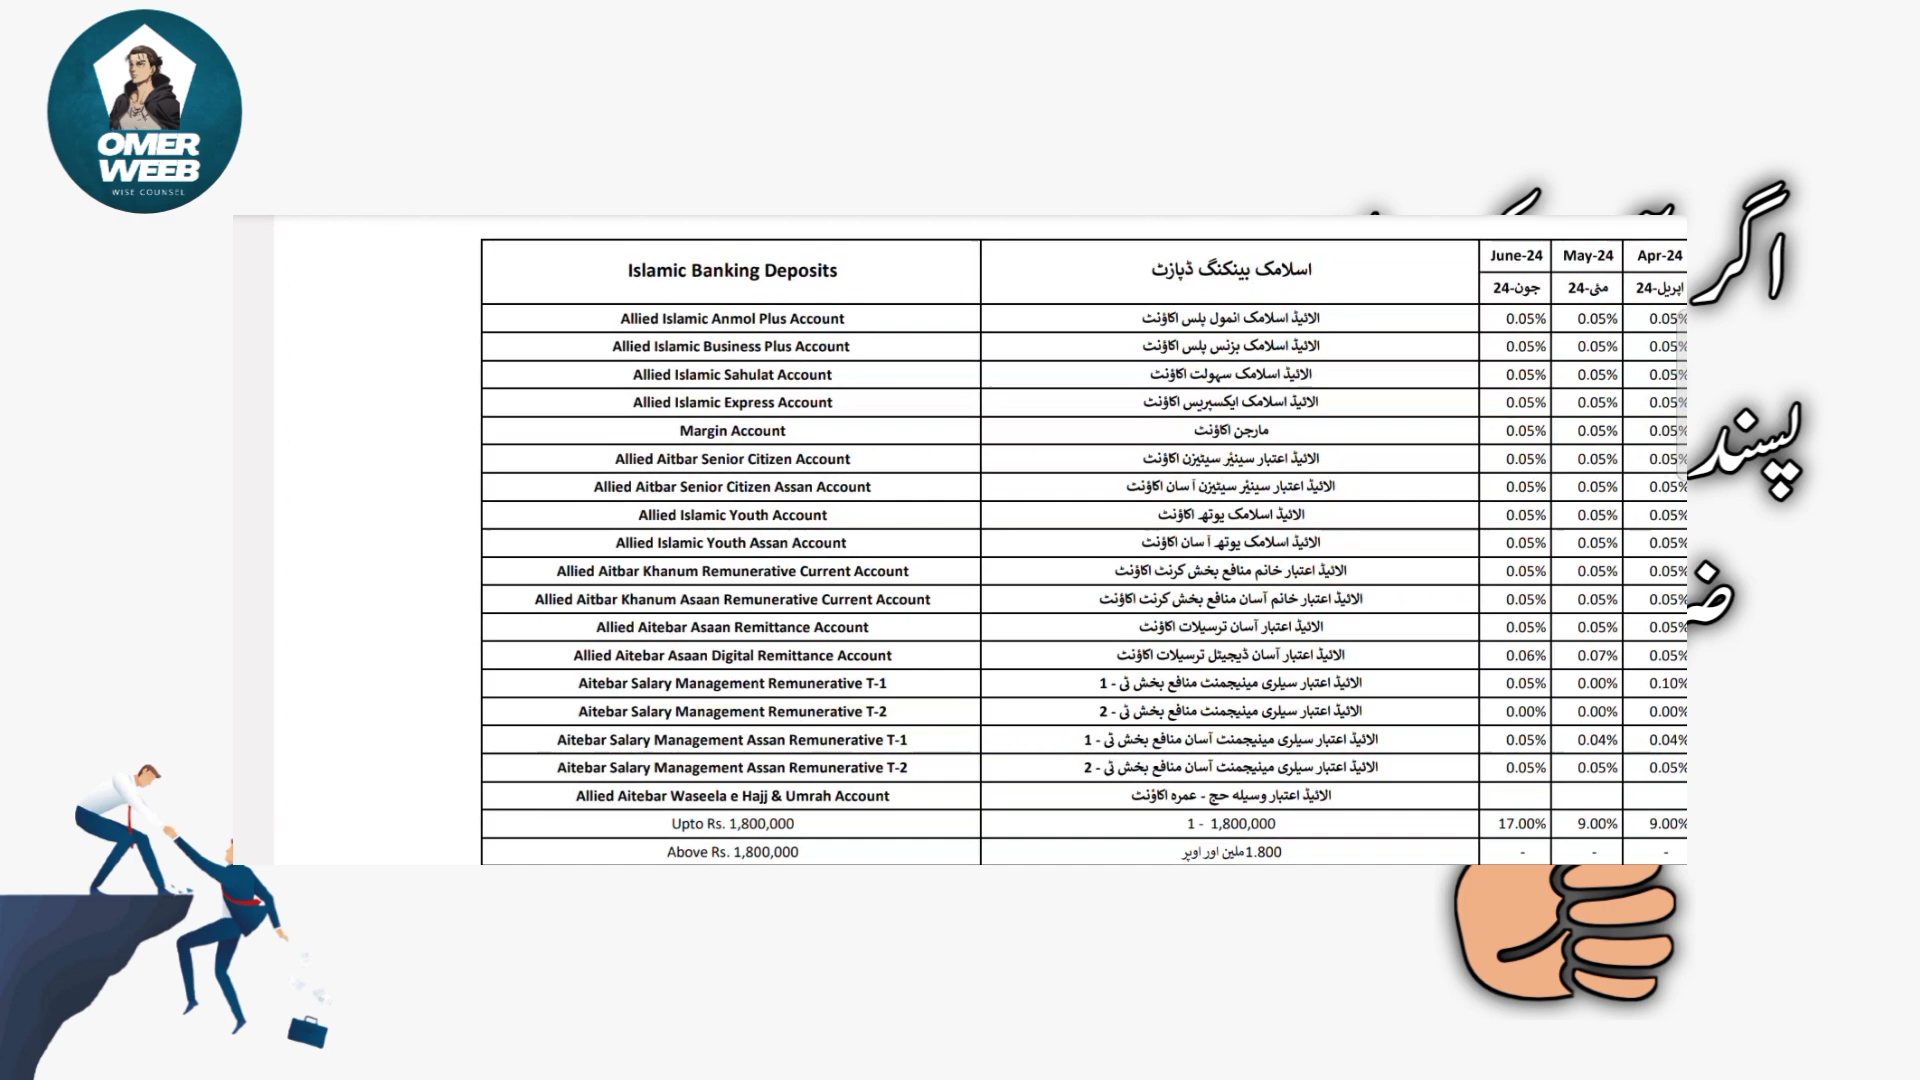 OMER
WEEB
WISE COUNSEL
اگر
پسند
Islamic Banking Deposits اسلامک بینکنگ ڈپازٹ June-24 May-24 Apr-24
جون-24 مئی-24 اپریل-24
Allied Islamic Anmol Plus Account الائیڈ اسلامک انمول پلس اکاؤنٹ 0.05% 0.05% 0.05%
Allied Islamic Business Plus Account الائیڈ اسلامک بزنس پلس اکاؤنٹ 0.05% 0.05% 0.05%
Allied Islamic Sahulat Account الائیڈ اسلامک سہولت اکاؤنٹ 0.05% 0.05% 0.05%
Allied Islamic Express Account الائیڈ اسلامک ایکسپریس اکاؤنٹ 0.05% 0.05% 0.05%
Margin Account مارجن اکاؤنٹ 0.05% 0.05% 0.05%
Allied Aitbar Senior Citizen Account الائیڈ اعتبار سینئر سیٹیزن اکاؤنٹ 0.05% 0.05% 0.05%
Allied Aitbar Senior Citizen Assan Account الائیڈ اعتبار سینئر سیٹیزن آسان اکاؤنٹ 0.05% 0.05% 0.05%
Allied Islamic Youth Account الائیڈ اسلامک یوتھ اکاؤنٹ 0.05% 0.05% 0.05%
Allied Islamic Youth Assan Account الائیڈ اسلامک یوتھ آسان اکاؤنٹ 0.05% 0.05% 0.05%
Allied Aitbar Khanum Remunerative Current Account الائیڈ اعتبار خانم منافع بخش کرنٹ اکاؤنٹ 0.05% 0.05% 0.05%
Allied Aitbar Khanum Asaan Remunerative Current Account الائیڈ اعتبار خانم آسان منافع بخش کرنٹ اکاؤنٹ 0.05% 0.05% 0.05%
Allied Aitebar Asaan Remittance Account الائیڈ اعتبار آسان ترسیلات اکاؤنٹ 0.05% 0.05% 0.05%
Allied Aitebar Asaan Digital Remittance Account الائیڈ اعتبار آسان ڈیجیٹل ترسیلات اکاؤنٹ 0.06% 0.07% 0.05%
Aitebar Salary Management Remunerative T-1 الائیڈ اعتبار سیلری مینیجمنٹ منافع بخش ٹی - 1 0.05% 0.00% 0.10%
Aitebar Salary Management Remunerative T-2 الائیڈ اعتبار سیلری مینیجمنٹ منافع بخش ٹی - 2 0.00% 0.00% 0.00%
Aitebar Salary Management Assan Remunerative T-1 الائیڈ اعتبار سیلری مینیجمنٹ آسان منافع بخش ٹی - 1 0.05% 0.04% 0.04%
Aitebar Salary Management Assan Remunerative T-2 الائیڈ اعتبار سیلری مینیجمنٹ آسان منافع بخش ٹی - 2 0.05% 0.05% 0.05%
Allied Aitebar Waseela e Hajj & Umrah Account الائیڈ اعتبار وسیلہ حج - عمرہ اکاؤنٹ
Upto Rs. 1,800,000 1 - 1,800,000 17.00% 9.00% 9.00%
Above Rs. 1,800,000 1.800ملین اور اوپر - - -